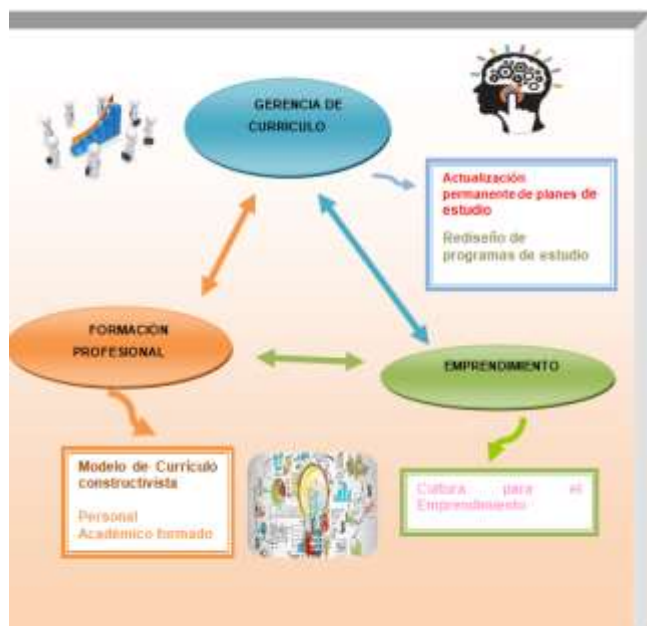 GERENCIA DE
CURRICULO
Actualización
permanente de planes de
estudio
Rediseño de
programas de estudio
FORMACIÓN
PROFESIONAL
EMPRENDIMIENTO
Modelo de Currículo
constructivista
Personal
Académico formado
Cultura para el
Emprendimiento